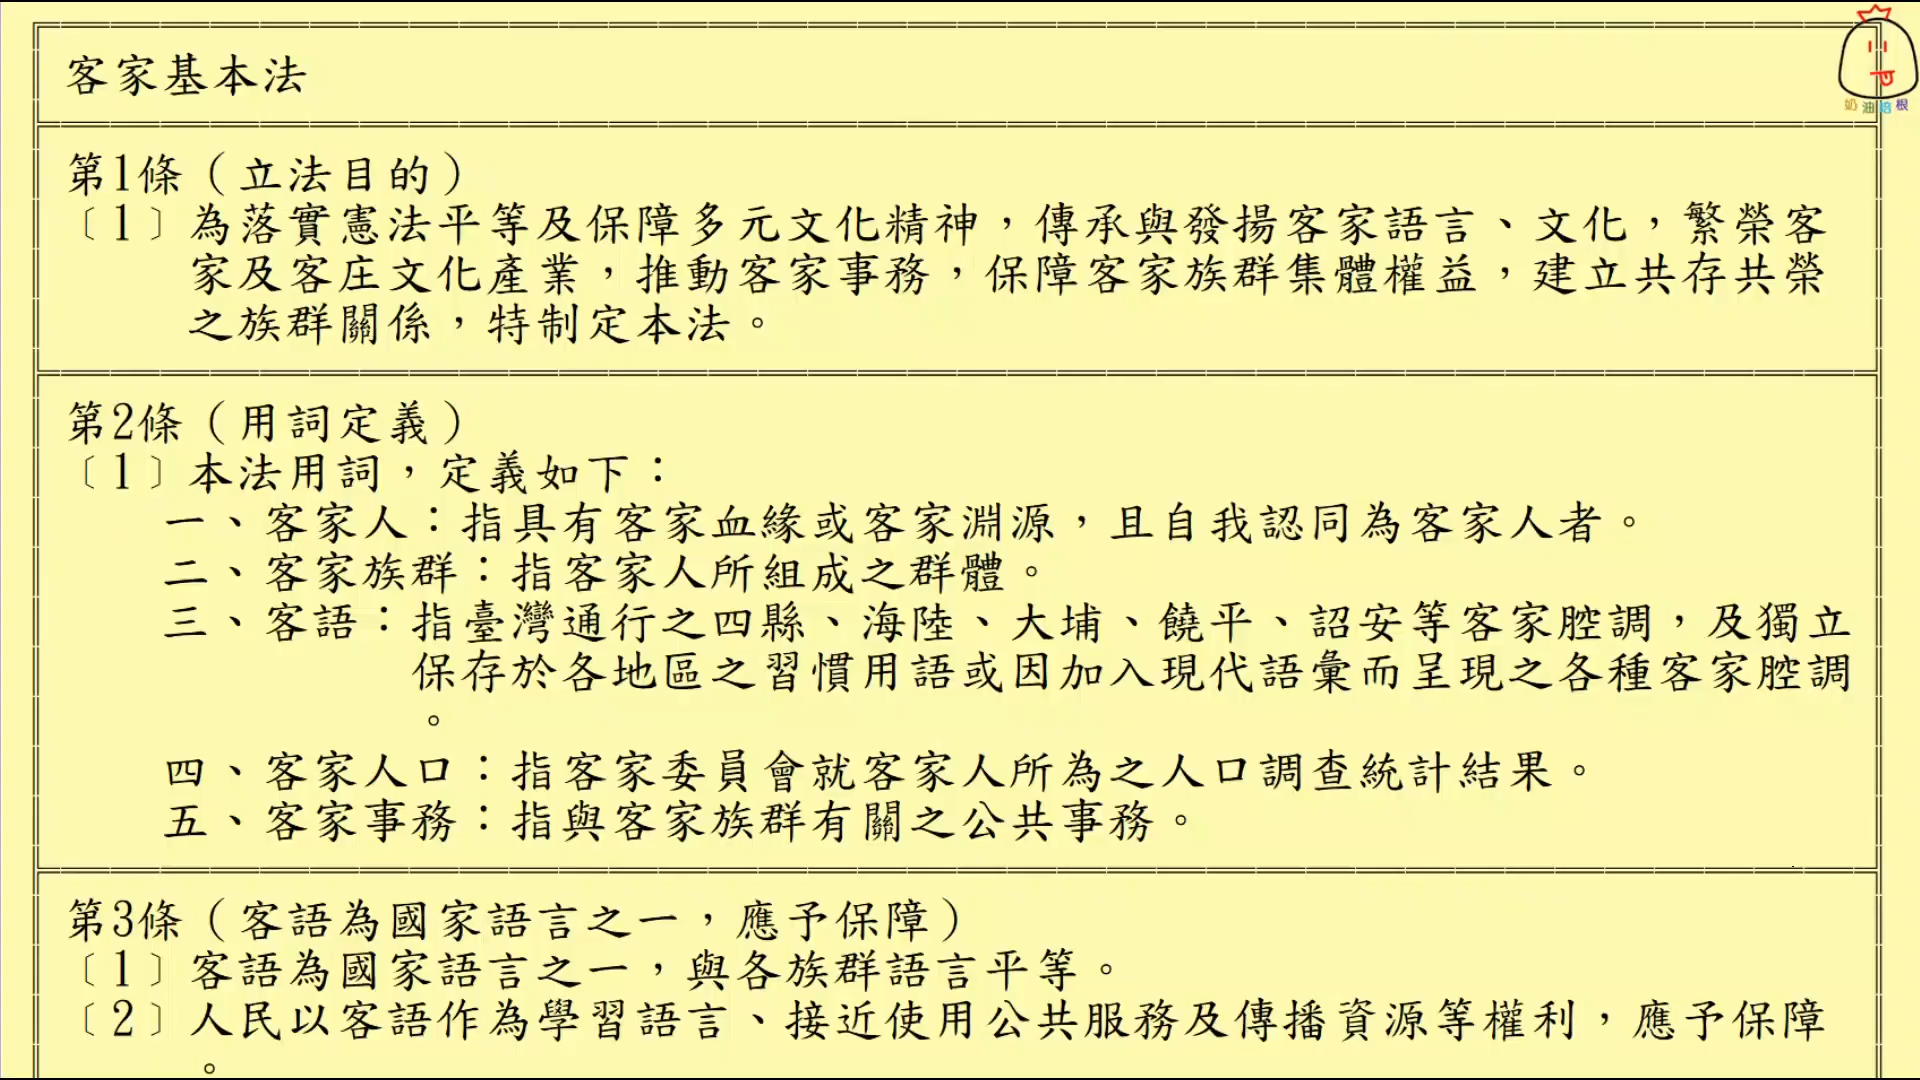 客家基本法
奶油培根
第1條（立法目的）
〔1〕為落實憲法平等及保障多元文化精神，傳承與發揚客家語言、文化，繁榮客
家及客庄文化產業，推動客家事務，保障客家族群集體權益，建立共存共榮
之族群關係，特制定本法。
第2條（用詞定義）
〔1〕本法用詞，定義如下：
一、客家人：指具有客家血緣或客家淵源，且自我認同為客家人者。
二、客家族群：指客家人所組成之群體。
三、客語：指臺灣通行之四縣、海陸、大埔、饒平、詔安等客家腔調，及獨立
保存於各地區之習慣用語或因加入現代語彙而呈現之各種客家腔調
。
四、客家人口：指客家委員會就客家人所為之人口調查統計結果。
五、客家事務：指與客家族群有關之公共事務。
第3條（客語為國家語言之一，應予保障）
〔1〕客語為國家語言之一，與各族群語言平等。
〔2〕人民以客語作為學習語言、接近使用公共服務及傳播資源等權利，應予保障
。